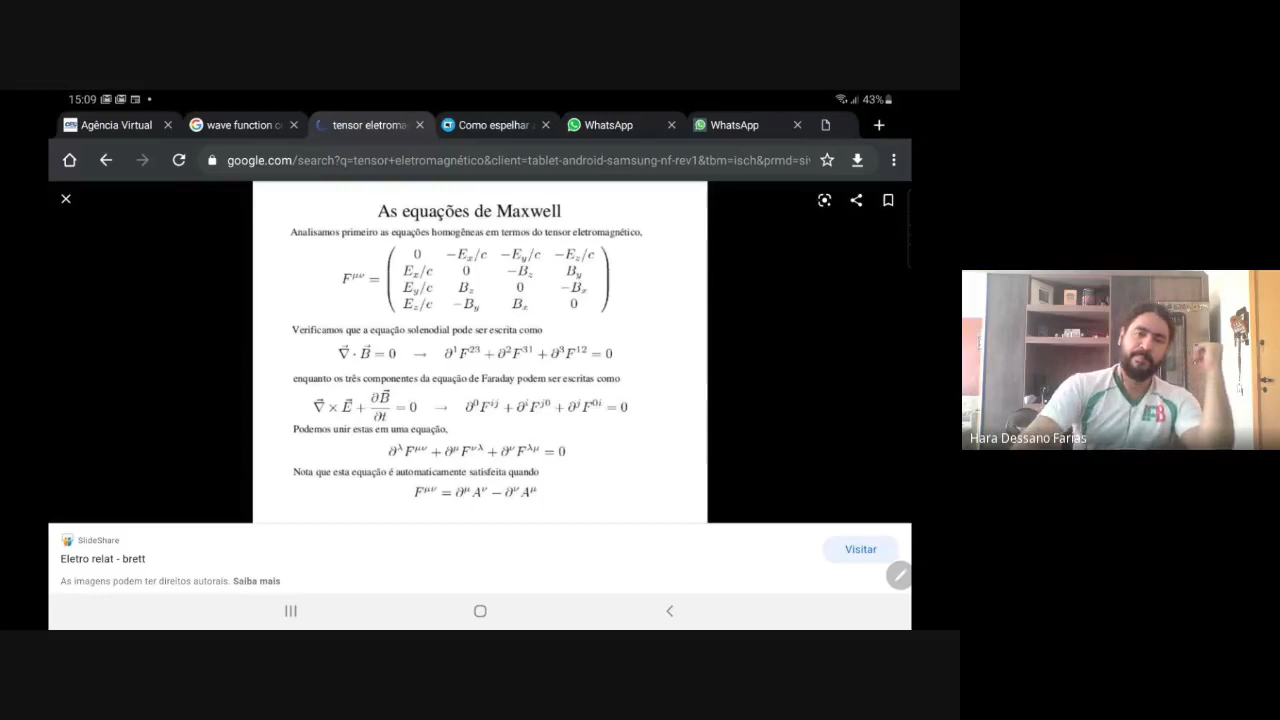 15:09
43%
Agência Virtual
wave function c
tensor eletroma
Como espelhar
WhatsApp
WhatsApp
google.com/search?q=tensor+eletromagnético&client=tablet-android-samsung-nf-rev1&tbm=isch&prmd=si
As equações de Maxwell
Analisamos primeiro as equações homogêneas em termos do tensor eletromagnético,
F^{μν} = ( 0 −E_x/c −E_y/c −E_z/c
E_x/c 0 −B_z B_y
E_y/c B_z 0 −B_x
E_z/c −B_y B_x 0 )
Verificamos que a equação solenodial pode ser escrita como
∇⃗ · B⃗ = 0 → ∂^1F^{23} + ∂^2F^{31} + ∂^3F^{12} = 0
enquanto os três componentes da equação de Faraday podem ser escritas como
∇⃗ × E⃗ + ∂B⃗/∂t = 0 → ∂^0F^{ij} + ∂^iF^{j0} + ∂^jF^{0i} = 0
Podemos unir estas em uma equação,
∂^λF^{μν} + ∂^μF^{νλ} + ∂^νF^{λμ} = 0
Nota que esta equação é automaticamente satisfeita quando
F^{μν} = ∂^μA^ν − ∂^νA^μ
SlideShare
Eletro relat - brett
Visitar
As imagens podem ter direitos autorais. Saiba mais
Hara Dessano Farias